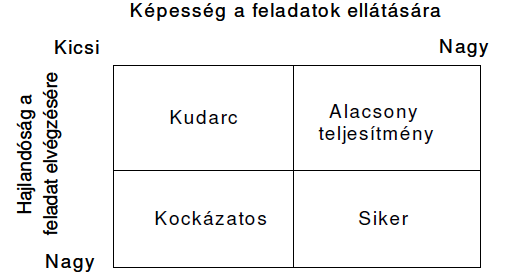 Képesség a feladatok ellátására
Kicsi
Nagy
Hajlandóság a
feladat elvégzésére
Kudarc
Alacsony
teljesítmény
Kockázatos
Siker
Nagy